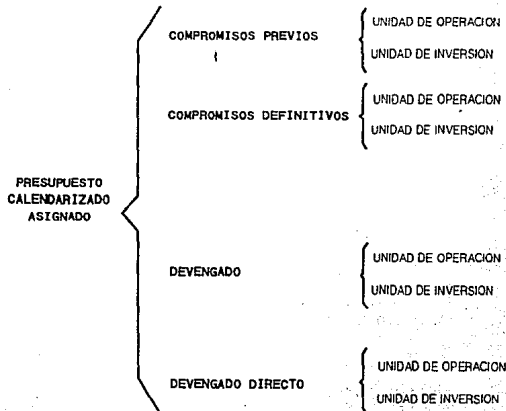 COMPROMISOS PREVIOS
UNIDAD DE OPERACION
UNIDAD DE INVERSION
COMPROMISOS DEFINITIVOS
UNIDAD DE OPERACION
UNIDAD DE INVERSION
PRESUPUESTO
CALENDARIZADO
ASIGNADO
DEVENGADO
UNIDAD DE OPERACION
UNIDAD DE INVERSION
DEVENGADO DIRECTO
UNIDAD DE OPERACION
UNIDAD DE INVERSION